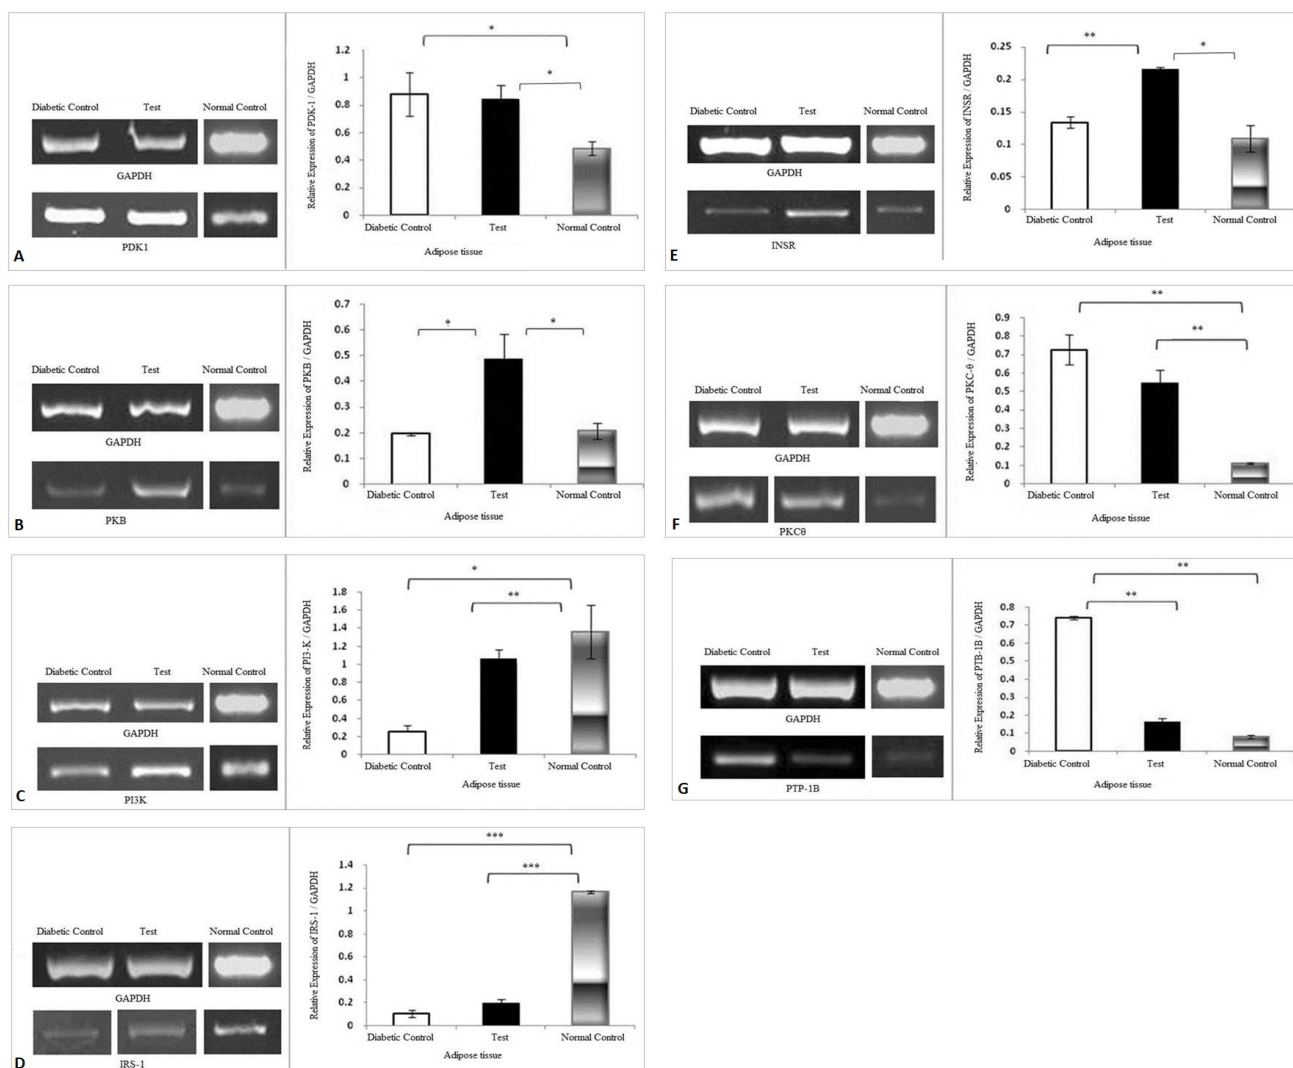 Diabetic Control Test Normal Control
GAPDH
PDK1
A
*
*
Relative Expression of PDK-1 / GAPDH
1.2
1
0.8
0.6
0.4
0.2
0
Diabetic Control Test Normal Control
Adipose tissue
Diabetic Control Test Normal Control
GAPDH
PKB
B
* *
Relative Expression of PKB / GAPDH
0.7
0.6
0.5
0.4
0.3
0.2
0.1
0
Diabetic Control Test Normal Control
Adipose tissue
Diabetic Control Test Normal Control
GAPDH
PI3K
C
*
**
Relative Expression of PI3-K / GAPDH
1.8
1.6
1.4
1.2
1
0.8
0.6
0.4
0.2
0
Diabetic Control Test Normal Control
Adipose tissue
Diabetic Control Test Normal Control
GAPDH
IRS-1
D
***
***
Relative Expression of IRS-1 / GAPDH
1.4
1.2
1
0.8
0.6
0.4
0.2
0
Diabetic Control Test Normal Control
Adipose tissue
Diabetic Control Test Normal Control
GAPDH
INSR
E
** *
Relative Expression of INSR / GAPDH
0.25
0.2
0.15
0.1
0.05
0
Diabetic Control Test Normal Control
Adipose tissue
Diabetic Control Test Normal Control
GAPDH
PKCθ
F
**
**
Relative Expression of PKC-θ / GAPDH
0.9
0.8
0.7
0.6
0.5
0.4
0.3
0.2
0.1
0
Diabetic Control Test Normal Control
Adipose tissue
Diabetic Control Test Normal Control
GAPDH
PTP-1B
G
**
**
Relative Expression of PTB-1B / GAPDH
0.8
0.7
0.6
0.5
0.4
0.3
0.2
0.1
0
Diabetic Control Test Normal Control
Adipose tissue